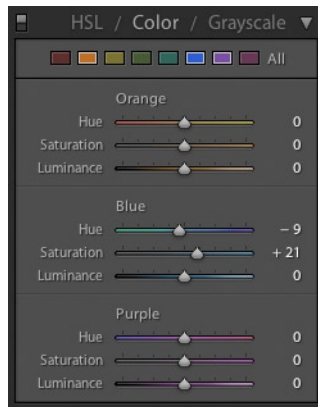 HSL / Color / Grayscale
All
Orange
Hue 0
Saturation 0
Luminance 0
Blue
Hue – 9
Saturation + 21
Luminance 0
Purple
Hue 0
Saturation 0
Luminance 0